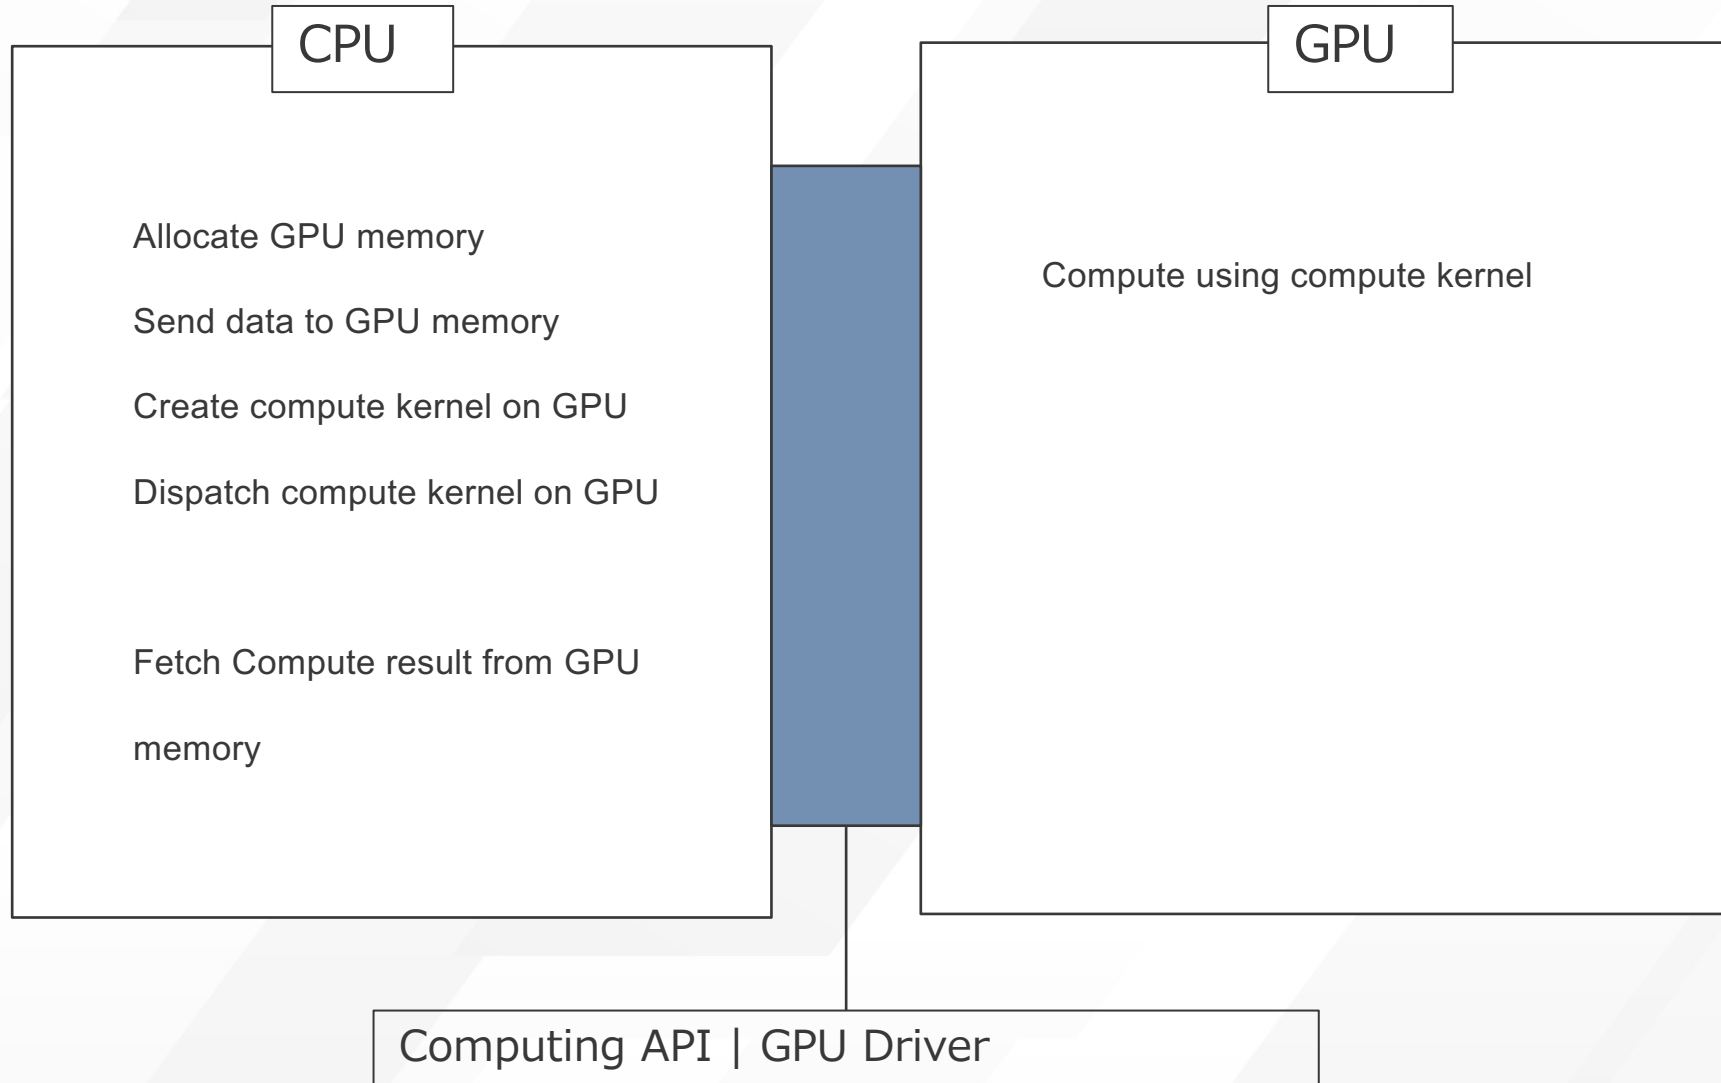 CPU
Allocate GPU memory
Send data to GPU memory
Create compute kernel on GPU
Dispatch compute kernel on GPU
Fetch Compute result from GPU
memory
GPU
Compute using compute kernel
Computing API | GPU Driver